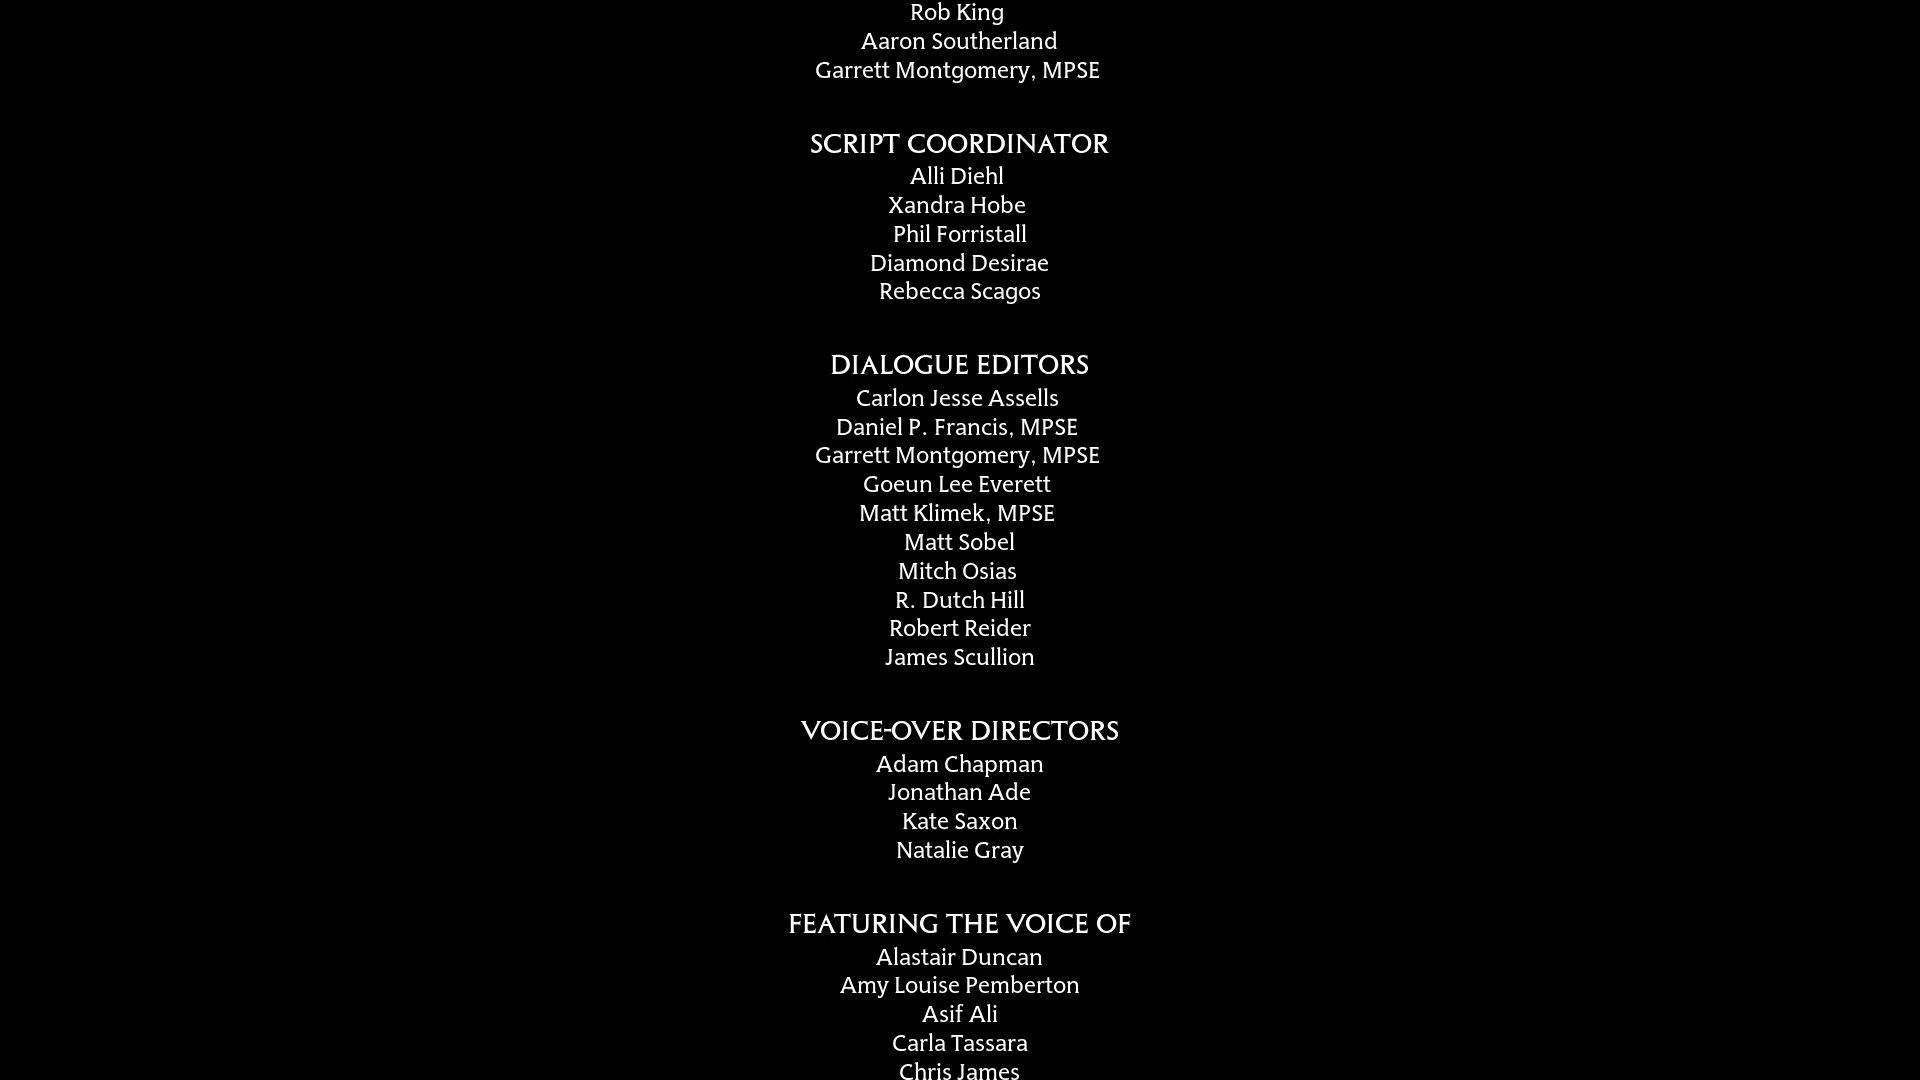 Rob King
Aaron Southerland
Garrett Montgomery, MPSE
SCRIPT COORDINATOR
Alli Diehl
Xandra Hobe
Phil Forristall
Diamond Desirae
Rebecca Scagos
DIALOGUE EDITORS
Carlon Jesse Assells
Daniel P. Francis, MPSE
Garrett Montgomery, MPSE
Goeun Lee Everett
Matt Klimek, MPSE
Matt Sobel
Mitch Osias
R. Dutch Hill
Robert Reider
James Scullion
VOICE-OVER DIRECTORS
Adam Chapman
Jonathan Ade
Kate Saxon
Natalie Gray
FEATURING THE VOICE OF
Alastair Duncan
Amy Louise Pemberton
Asif Ali
Carla Tassara
Chris James